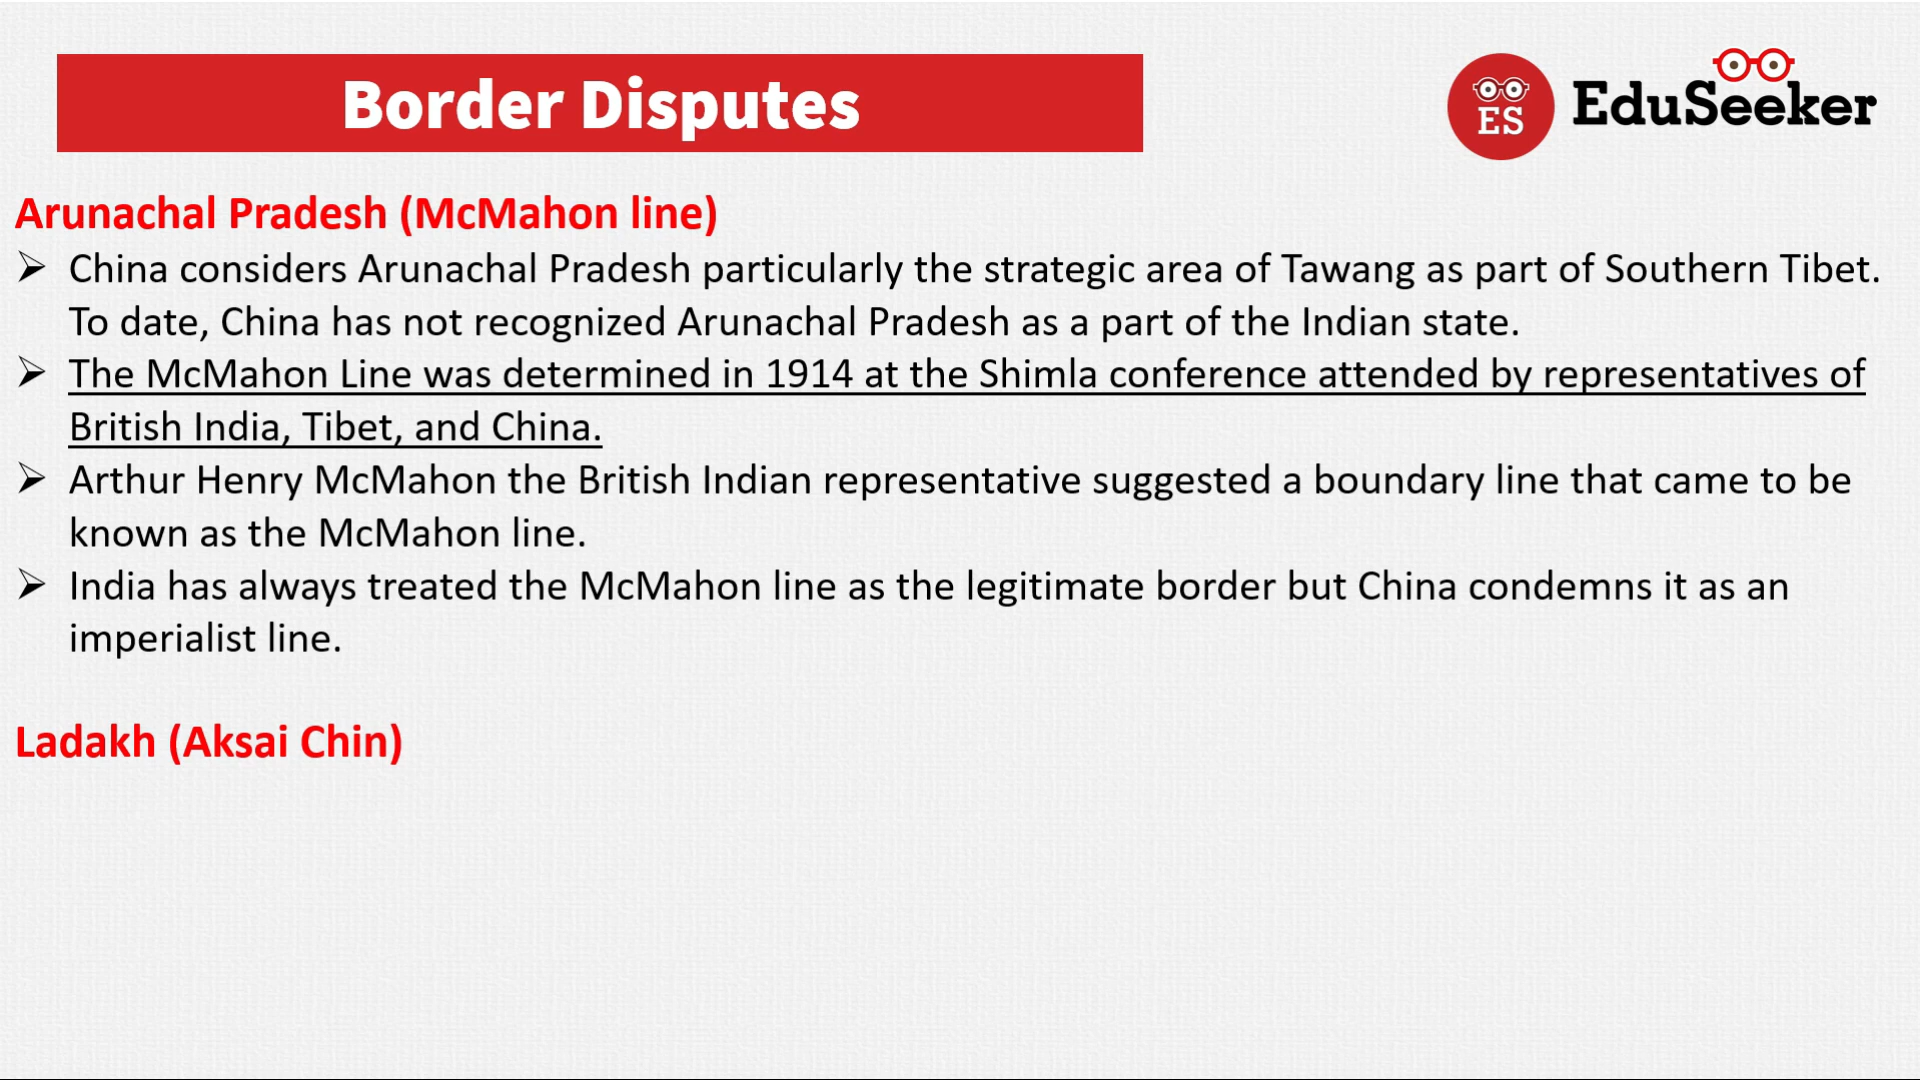 Border Disputes
ES
EduSeeker
Arunachal Pradesh (McMahon line)
➢ China considers Arunachal Pradesh particularly the strategic area of Tawang as part of Southern Tibet.
To date, China has not recognized Arunachal Pradesh as a part of the Indian state.
➢ The McMahon Line was determined in 1914 at the Shimla conference attended by representatives of
British India, Tibet, and China.
➢ Arthur Henry McMahon the British Indian representative suggested a boundary line that came to be
known as the McMahon line.
➢ India has always treated the McMahon line as the legitimate border but China condemns it as an
imperialist line.
Ladakh (Aksai Chin)